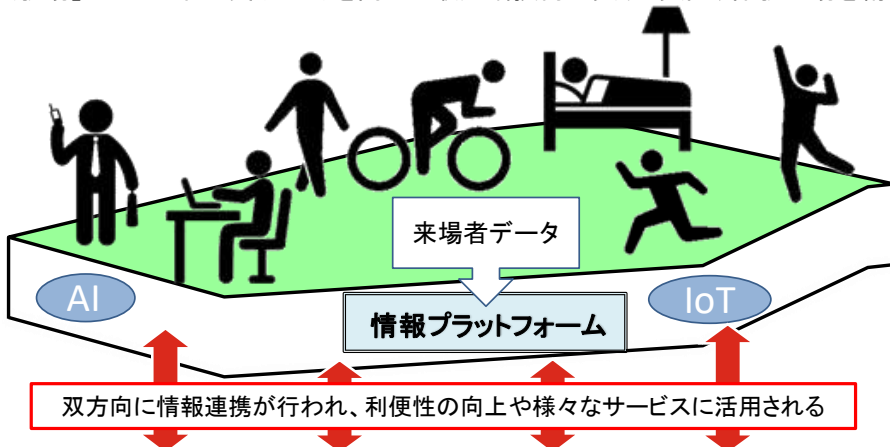 来場者データ
AI
IoT
情報プラットフォーム
双方向に情報連携が行われ、利便性の向上や様々なサービスに活用される